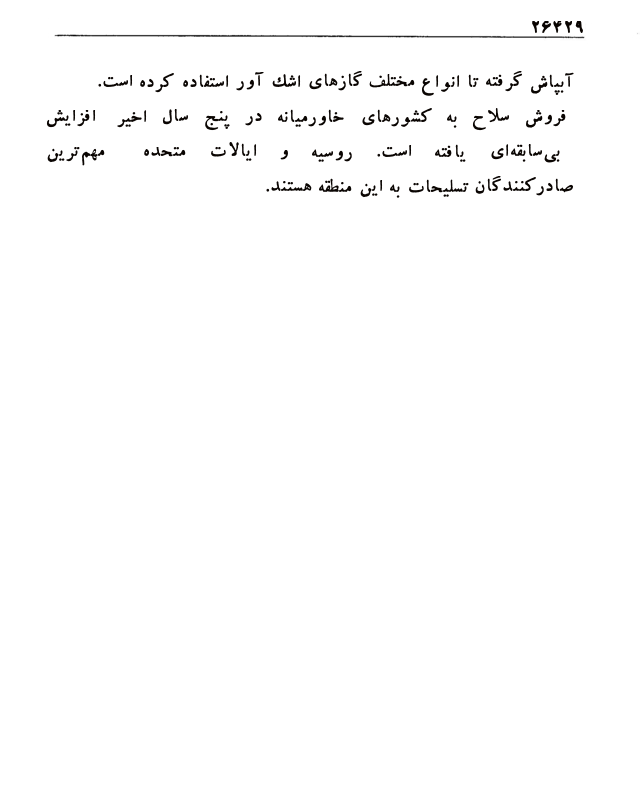 ۲۶۴۲۹
آبپاش گرفته تا انواع مختلف گازهای اشك آور استفاده کرده است.
فروش سلاح به کشورهای خاورمیانه در پنج سال اخیر افزایش
بی‌سابقه‌ای یافته است. روسیه و ایالات متحده مهم‌ترین
صادرکنندگان تسلیحات به این منطقه هستند.